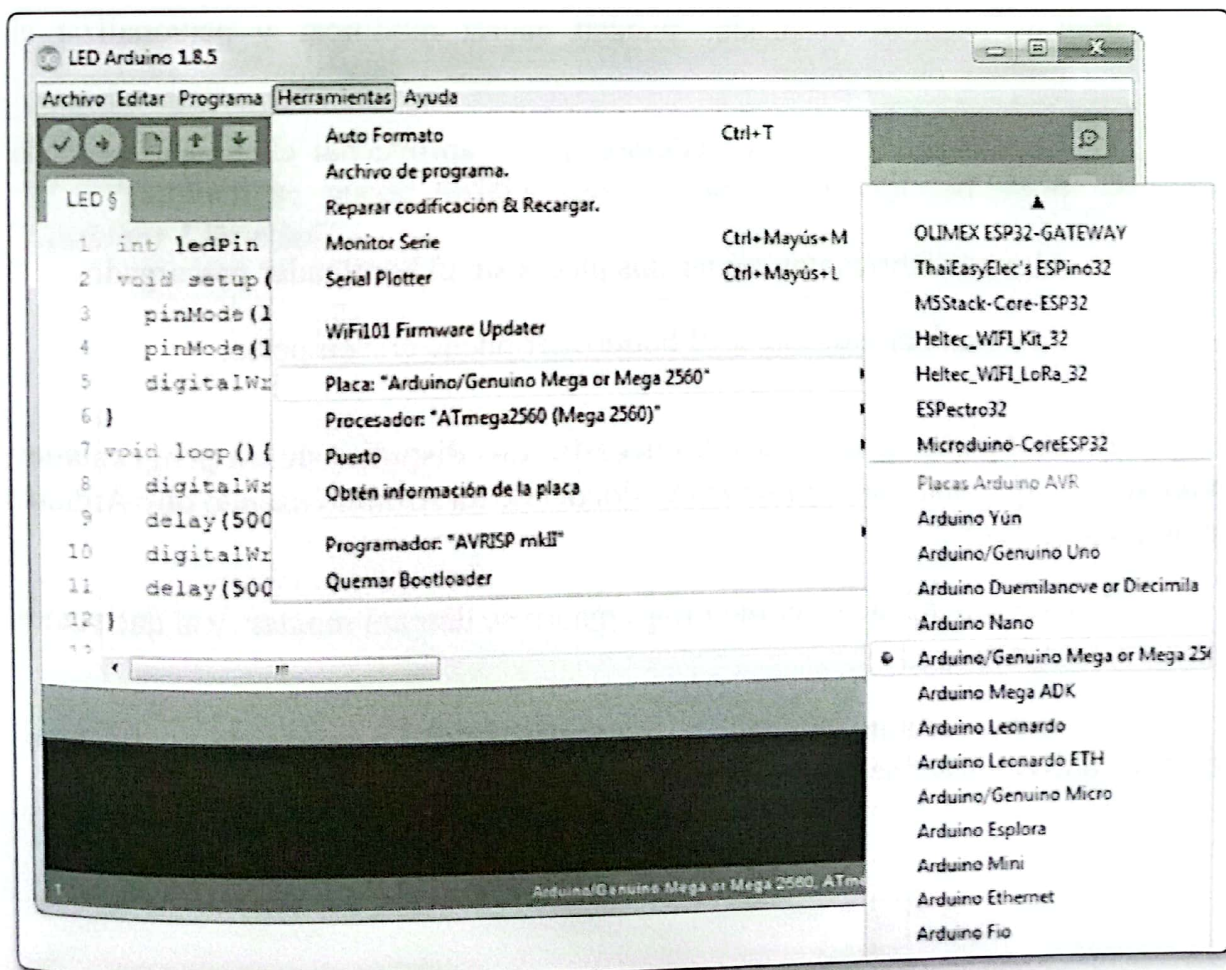 LED Arduino 1.8.5
Archivo Editar Programa Herramientas Ayuda
LED §
1 int ledPin
2 void setup(
3 pinMode(l
4 pinMode(l
5 digitalWr
6 }
7 void loop(){
8 digitalWr
9 delay(500
10 digitalWr
11 delay(500
12 }
Auto Formato Ctrl+T
Archivo de programa.
Reparar codificación & Recargar.
Monitor Serie Ctrl+Mayús+M
Serial Plotter Ctrl+Mayús+L
WiFi101 Firmware Updater
Placa: "Arduino/Genuino Mega or Mega 2560"
Procesador: "ATmega2560 (Mega 2560)"
Puerto
Obtén información de la placa
Programador: "AVRISP mkII"
Quemar Bootloader
OLIMEX ESP32-GATEWAY
ThaiEasyElec's ESPino32
M5Stack-Core-ESP32
Heltec_WIFI_Kit_32
Heltec_WIFI_LoRa_32
ESPectro32
Microduino-CoreESP32
Placas Arduino AVR
Arduino Yún
Arduino/Genuino Uno
Arduino Duemilanove or Diecimila
Arduino Nano
Arduino/Genuino Mega or Mega 256
Arduino Mega ADK
Arduino Leonardo
Arduino Leonardo ETH
Arduino/Genuino Micro
Arduino Esplora
Arduino Mini
Arduino Ethernet
Arduino Fio
1 Arduino/Genuino Mega or Mega 2560, ATme